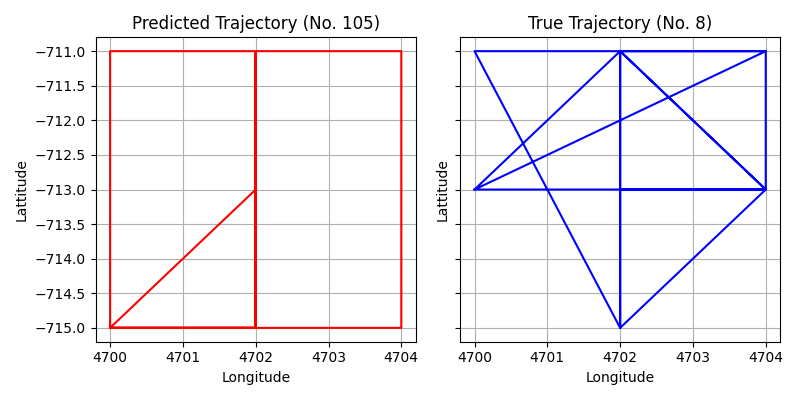 Predicted Trajectory (No. 105)
True Trajectory (No. 8)
−711.0
−711.5
−712.0
−712.5
−713.0
−713.5
−714.0
−714.5
−715.0
Lattitude
Lattitude
4700 4701 4702 4703 4704
4700 4701 4702 4703 4704
Longitude
Longitude